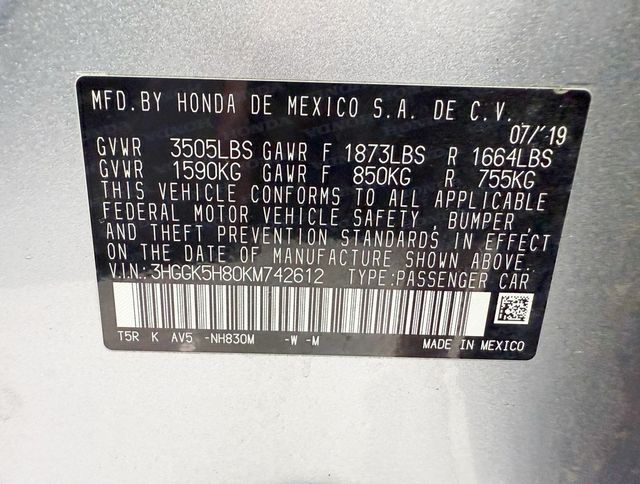 MFD.BY HONDA DE MEXICO S.A. DE C.V.
07/'19
GVWR 3505LBS GAWR F 1873LBS R 1664LBS
GVWR 1590KG GAWR F 850KG R 755KG
THIS VEHICLE CONFORMS TO ALL APPLICABLE
FEDERAL MOTOR VEHICLE SAFETY, BUMPER,
AND THEFT PREVENTION STANDARDS IN EFFECT
ON THE DATE OF MANUFACTURE SHOWN ABOVE.
V.I.N.: 3HGGK5H80KM742612 TYPE:PASSENGER CAR
T5R K AV5 -NH830M -W -M MADE IN MEXICO